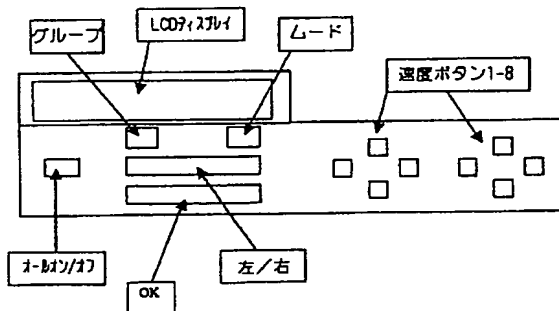 LCDディスプレイ
グループ
ムード
速度ボタン1-8
オールオン/オフ
左/右
OK